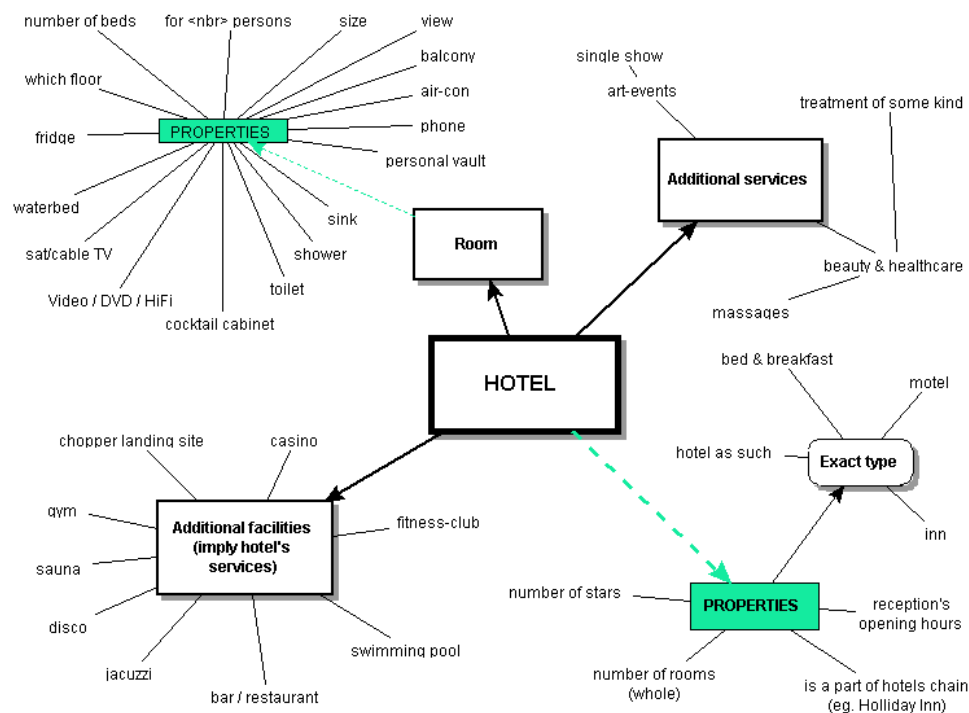 number of beds
for <nbr> persons
size
view
balcony
which floor
air-con
fridge
PROPERTIES
phone
personal vault
waterbed
sink
sat/cable TV
shower
Video / DVD / HiFi
toilet
cocktail cabinet
Room
single show
art-events
treatment of some kind
Additional services
beauty & healthcare
massages
HOTEL
bed & breakfast
motel
hotel as such
Exact type
inn
chopper landing site
casino
gym
Additional facilities
(imply hotel's
services)
fitness-club
sauna
disco
jacuzzi
bar / restaurant
swimming pool
number of stars
PROPERTIES
reception's
opening hours
number of rooms
(whole)
is a part of hotels chain
(eg. Holliday Inn)